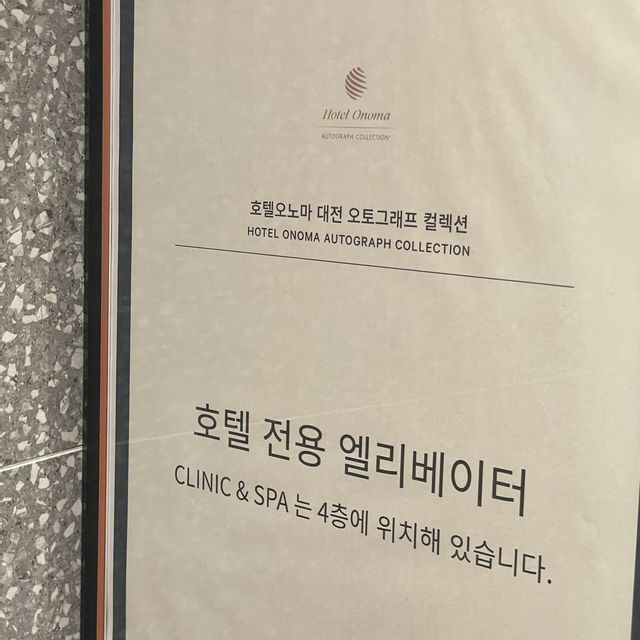 Hotel Onoma
AUTOGRAPH COLLECTION
호텔오노마 대전 오토그래프 컬렉션
HOTEL ONOMA AUTOGRAPH COLLECTION
호텔 전용 엘리베이터
CLINIC & SPA 는 4층에 위치해 있습니다.